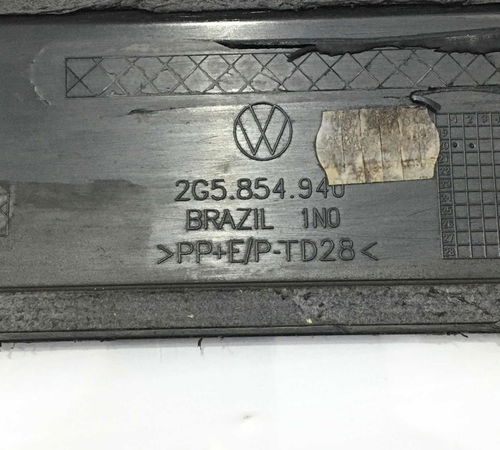 2G5.854.940
BRAZIL 1N0
>PP+E/P-TD28<